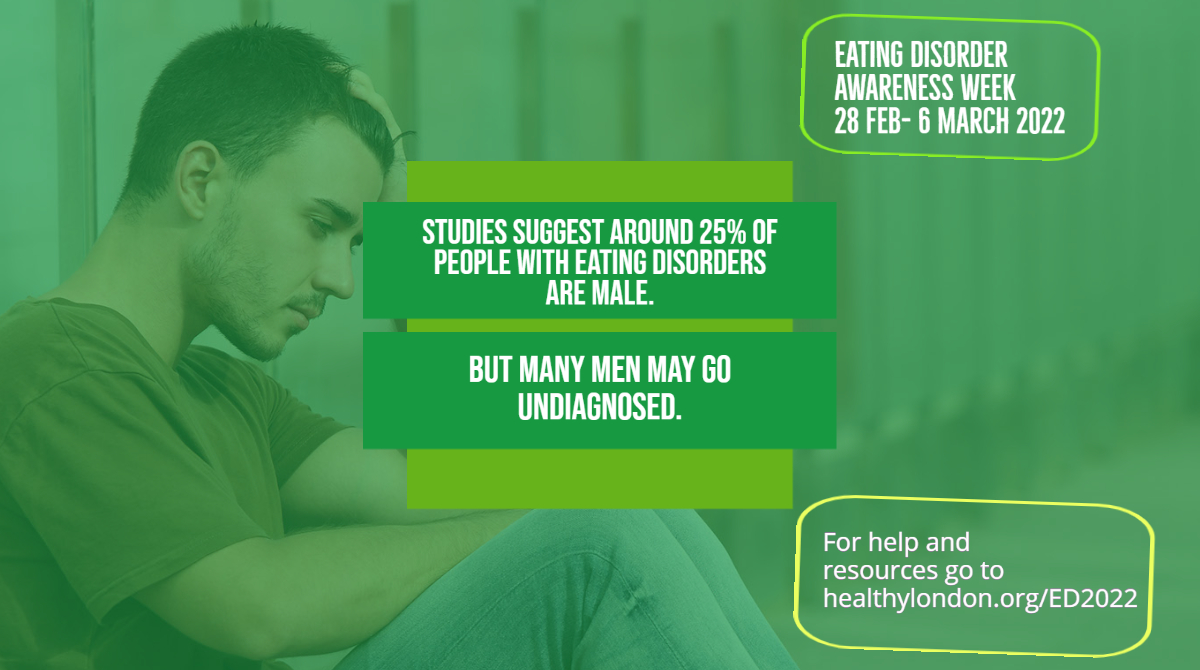 EATING DISORDER
AWARENESS WEEK
28 FEB- 6 MARCH 2022
STUDIES SUGGEST AROUND 25% OF
PEOPLE WITH EATING DISORDERS
ARE MALE.
BUT MANY MEN MAY GO
UNDIAGNOSED.
For help and
resources go to
healthylondon.org/ED2022